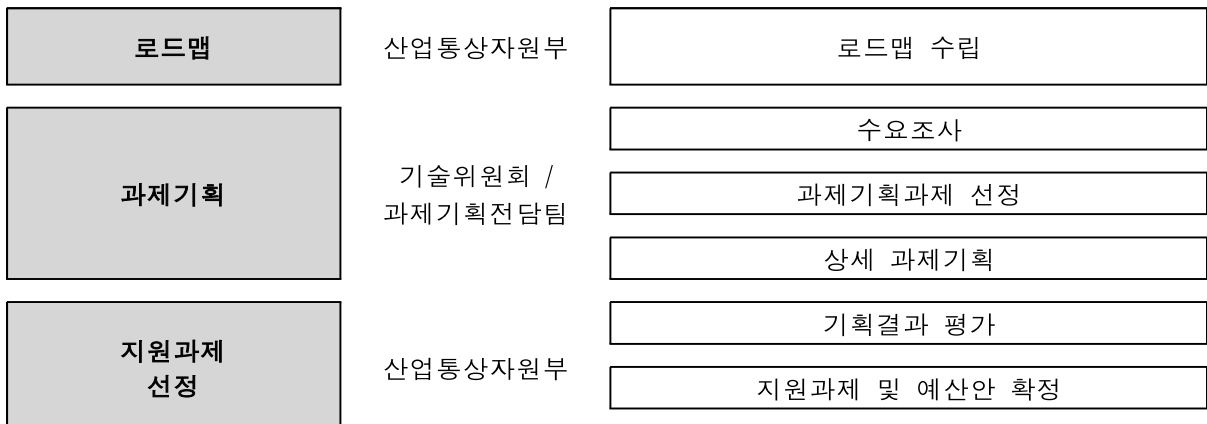 로드맵
산업통상자원부
로드맵 수립
과제기획
기술위원회 /
과제기획전담팀
수요조사
과제기획과제 선정
상세 과제기획
지원과제
선정
산업통상자원부
기획결과 평가
지원과제 및 예산안 확정